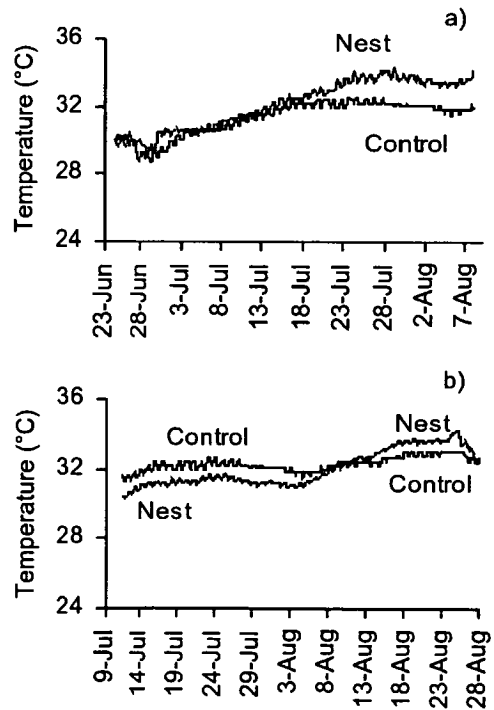 a)
Temperature (°C)
36
32
28
24
Nest
Control
23-Jun
28-Jun
3-Jul
8-Jul
13-Jul
18-Jul
23-Jul
28-Jul
2-Aug
7-Aug
b)
Temperature (°C)
36
32
28
24
Control
Nest
Nest
Control
9-Jul
14-Jul
19-Jul
24-Jul
29-Jul
3-Aug
8-Aug
13-Aug
18-Aug
23-Aug
28-Aug